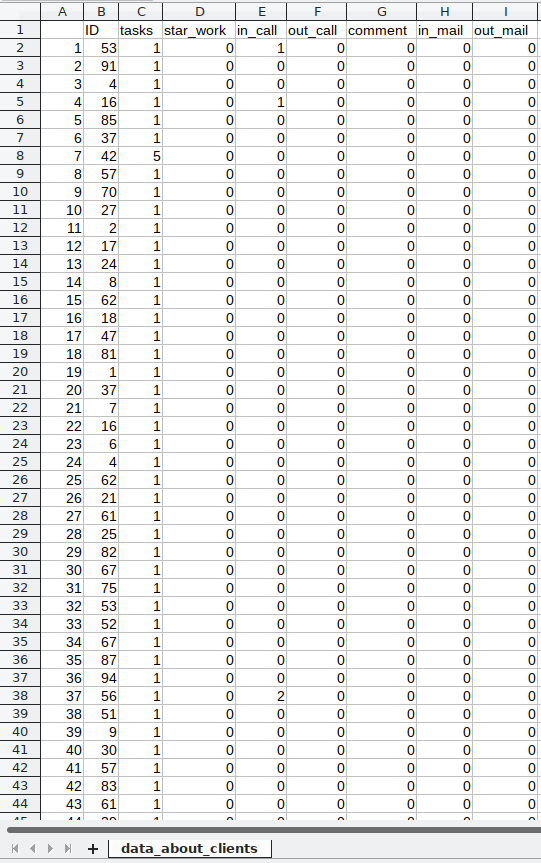 A B C D E F G H I
1 ID tasks star_work in_call out_call comment in_mail out_mail
2 1 53 1 0 1 0 0 0 0
3 2 91 1 0 0 0 0 0 0
4 3 4 1 0 0 0 0 0 0
5 4 16 1 0 1 0 0 0 0
6 5 85 1 0 0 0 0 0 0
7 6 37 1 0 0 0 0 0 0
8 7 42 5 0 0 0 0 0 0
9 8 57 1 0 0 0 0 0 0
10 9 70 1 0 0 0 0 0 0
11 10 27 1 0 0 0 0 0 0
12 11 2 1 0 0 0 0 0 0
13 12 17 1 0 0 0 0 0 0
14 13 24 1 0 0 0 0 0 0
15 14 8 1 0 0 0 0 0 0
16 15 62 1 0 0 0 0 0 0
17 16 18 1 0 0 0 0 0 0
18 17 47 1 0 0 0 0 0 0
19 18 81 1 0 0 0 0 0 0
20 19 1 1 0 0 0 0 0 0
21 20 37 1 0 0 0 0 0 0
22 21 7 1 0 0 0 0 0 0
23 22 16 1 0 0 0 0 0 0
24 23 6 1 0 0 0 0 0 0
25 24 4 1 0 0 0 0 0 0
26 25 62 1 0 0 0 0 0 0
27 26 21 1 0 0 0 0 0 0
28 27 61 1 0 0 0 0 0 0
29 28 25 1 0 0 0 0 0 0
30 29 82 1 0 0 0 0 0 0
31 30 67 1 0 0 0 0 0 0
32 31 75 1 0 0 0 0 0 0
33 32 53 1 0 0 0 0 0 0
34 33 52 1 0 0 0 0 0 0
35 34 67 1 0 0 0 0 0 0
36 35 87 1 0 0 0 0 0 0
37 36 94 1 0 0 0 0 0 0
38 37 56 1 0 2 0 0 0 0
39 38 51 1 0 0 0 0 0 0
40 39 9 1 0 0 0 0 0 0
41 40 30 1 0 0 0 0 0 0
42 41 57 1 0 0 0 0 0 0
43 42 83 1 0 0 0 0 0 0
44 43 61 1 0 0 0 0 0 0
data_about_clients